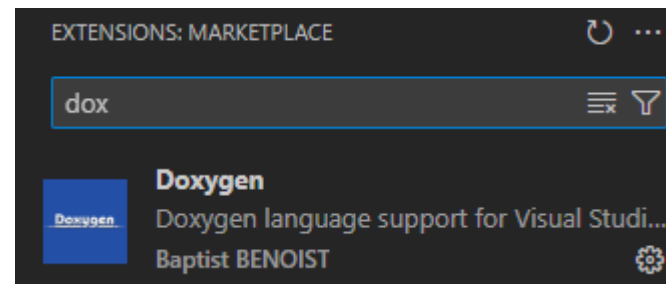 EXTENSIONS: MARKETPLACE
dox
Doxygen
Doxygen
Doxygen language support for Visual Studi...
Baptist BENOIST